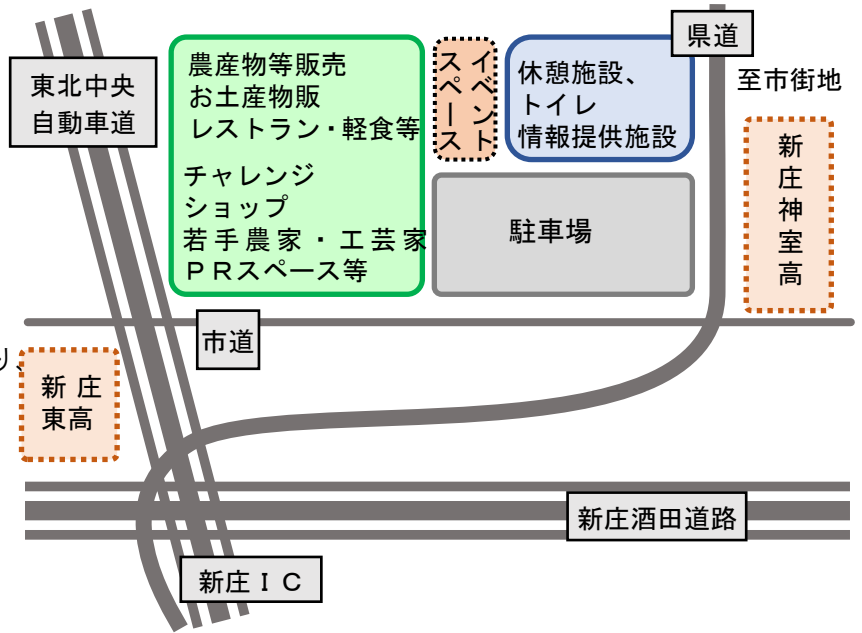 県道
東北中央
自動車道
農産物等販売
お土産物販
レストラン・軽食等
チャレンジ
ショップ
若手農家・工芸家
ＰＲスペース等
イベント
スペース
休憩施設、
トイレ
情報提供施設
至市街地
新庄神室高
駐車場
市道
り、
新庄
東高
新庄酒田道路
新庄ＩＣ